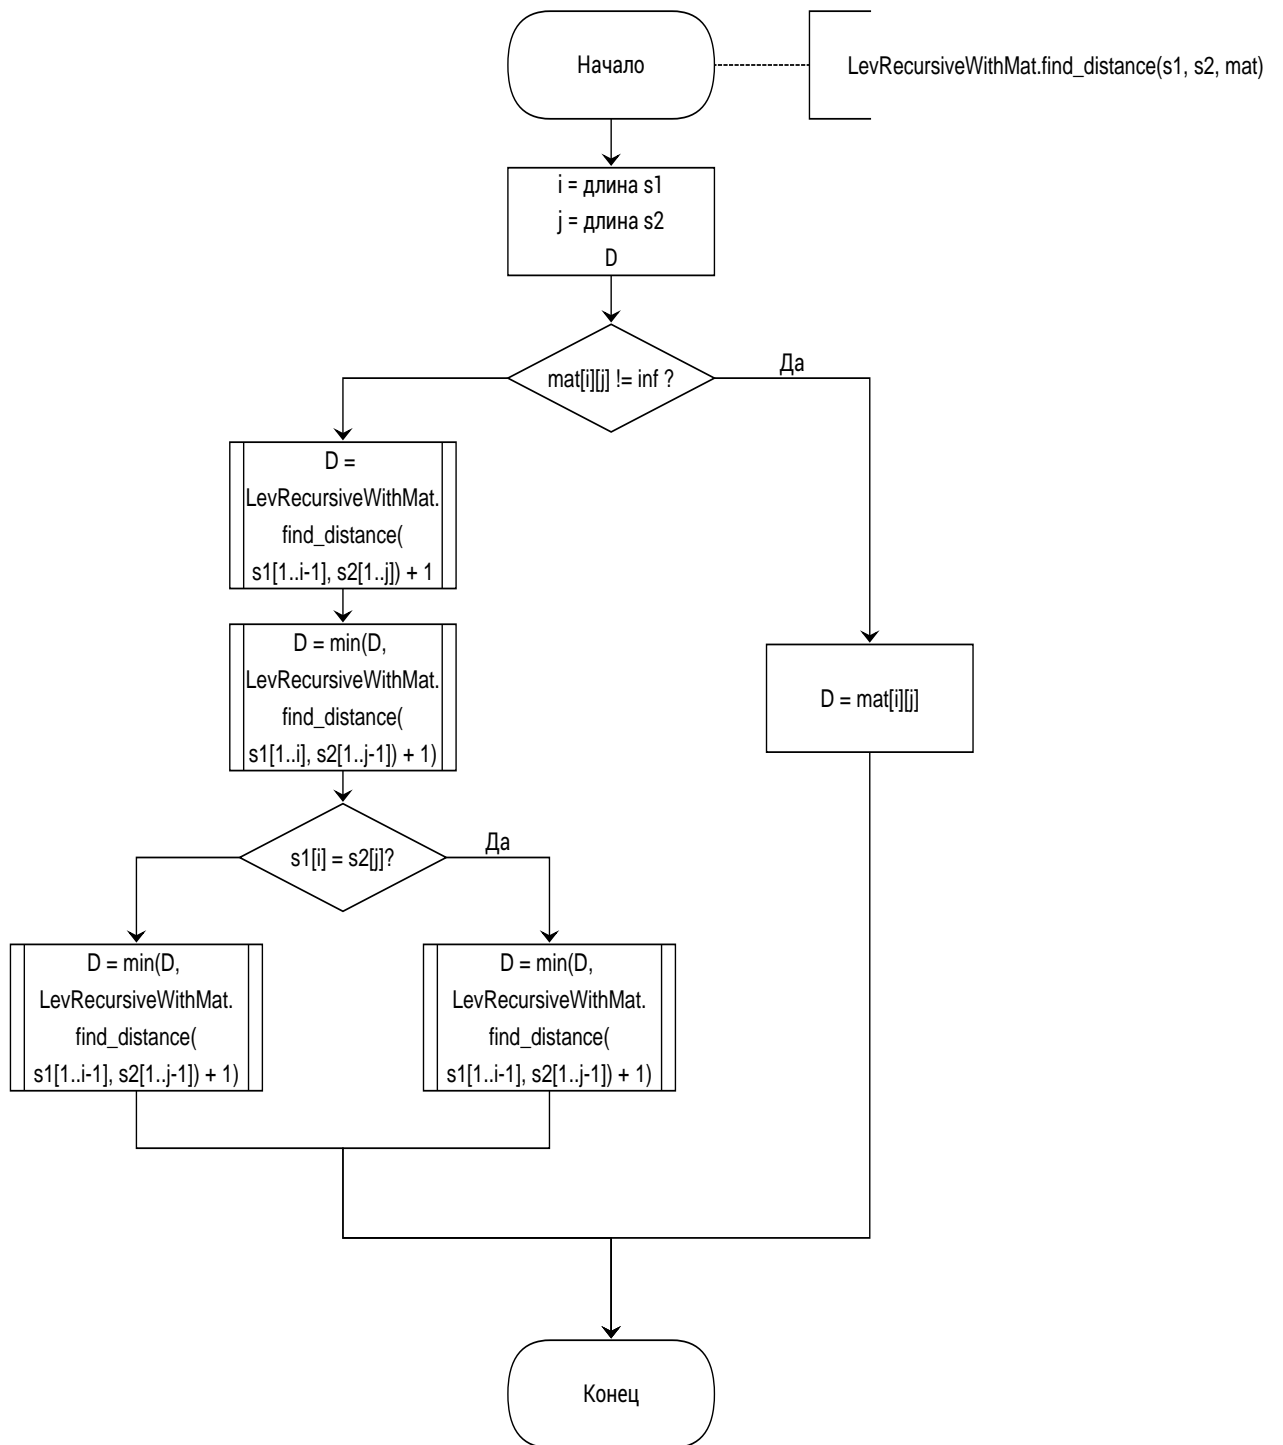 Начало
LevRecursiveWithMat.find_distance(s1, s2, mat)
i = длина s1
j = длина s2
D
mat[i][j] != inf ?
Да
D =
LevRecursiveWithMat.
find_distance(
s1[1..i-1], s2[1..j]) + 1
D = min(D,
LevRecursiveWithMat.
find_distance(
s1[1..i], s2[1..j-1]) + 1)
D = mat[i][j]
s1[i] = s2[j]?
Да
D = min(D,
LevRecursiveWithMat.
find_distance(
s1[1..i-1], s2[1..j-1]) + 1)
D = min(D,
LevRecursiveWithMat.
find_distance(
s1[1..i-1], s2[1..j-1]) + 1)
Конец